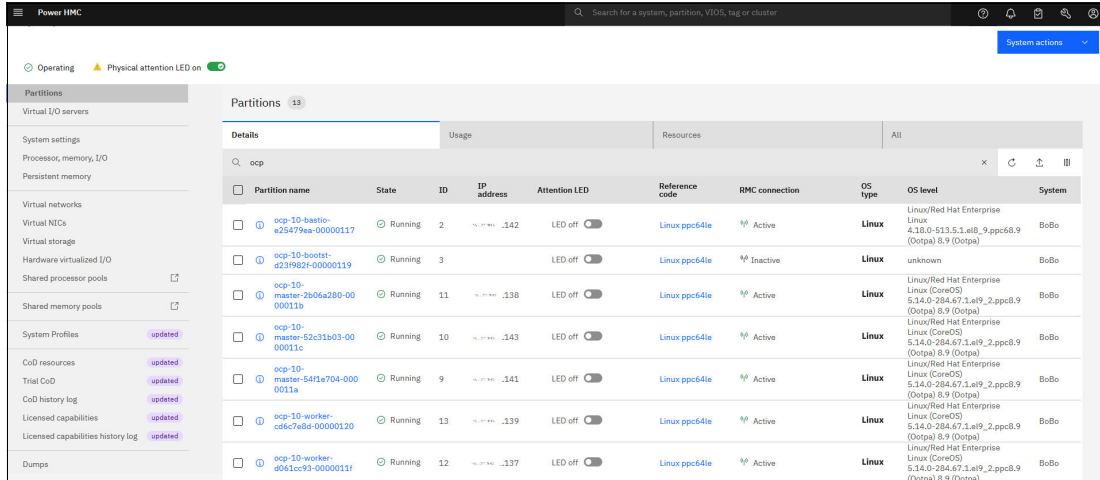 Power HMC
Search for a system, partition, VIOS, tag or cluster
System actions
Operating
Physical attention LED on
Partitions
Virtual I/O servers
System settings
Processor, memory, I/O
Persistent memory
Virtual networks
Virtual NICs
Virtual storage
Hardware virtualized I/O
Shared processor pools
Shared memory pools
System Profiles updated
CoD resources updated
Trial CoD updated
CoD history log updated
Licensed capabilities updated
Licensed capabilities history log updated
Dumps
Partitions 13
Details Usage Resources All
ocp
Partition name State ID IP address Attention LED Reference code RMC connection OS type OS level System
ocp-10-bastio-
e25479ea-00000117
Running 2 .142 LED off Linux ppc64le Active Linux
Linux/Red Hat Enterprise
Linux
4.18.0-513.5.1.el8_9.ppc68.9
(Ootpa) 8.9 (Ootpa)
BoBo
ocp-10-bootst-
d23f982f-00000119
Running 3 LED off Linux ppc64le Inactive Linux unknown BoBo
ocp-10-
master-2b06a280-00
00011b
Running 11 .138 LED off Linux ppc64le Active Linux
Linux/Red Hat Enterprise
Linux (CoreOS)
5.14.0-284.67.1.el9_2.ppc8.9
(Ootpa) 8.9 (Ootpa)
BoBo
ocp-10-
master-52c31b03-00
00011c
Running 10 .143 LED off Linux ppc64le Active Linux
Linux/Red Hat Enterprise
Linux (CoreOS)
5.14.0-284.67.1.el9_2.ppc8.9
(Ootpa) 8.9 (Ootpa)
BoBo
ocp-10-
master-54f1e704-000
0011a
Running 9 .141 LED off Linux ppc64le Active Linux
Linux/Red Hat Enterprise
Linux (CoreOS)
5.14.0-284.67.1.el9_2.ppc8.9
(Ootpa) 8.9 (Ootpa)
BoBo
ocp-10-worker-
cd6c7e8d-00000120
Running 13 .139 LED off Linux ppc64le Active Linux
Linux/Red Hat Enterprise
Linux (CoreOS)
5.14.0-284.67.1.el9_2.ppc8.9
(Ootpa) 8.9 (Ootpa)
BoBo
ocp-10-worker-
d061cc93-0000011f
Running 12 .137 LED off Linux ppc64le Active Linux
Linux/Red Hat Enterprise
Linux (CoreOS)
5.14.0-284.67.1.el9_2.ppc8.9
(Ootpa) 8.9 (Ootpa)
BoBo